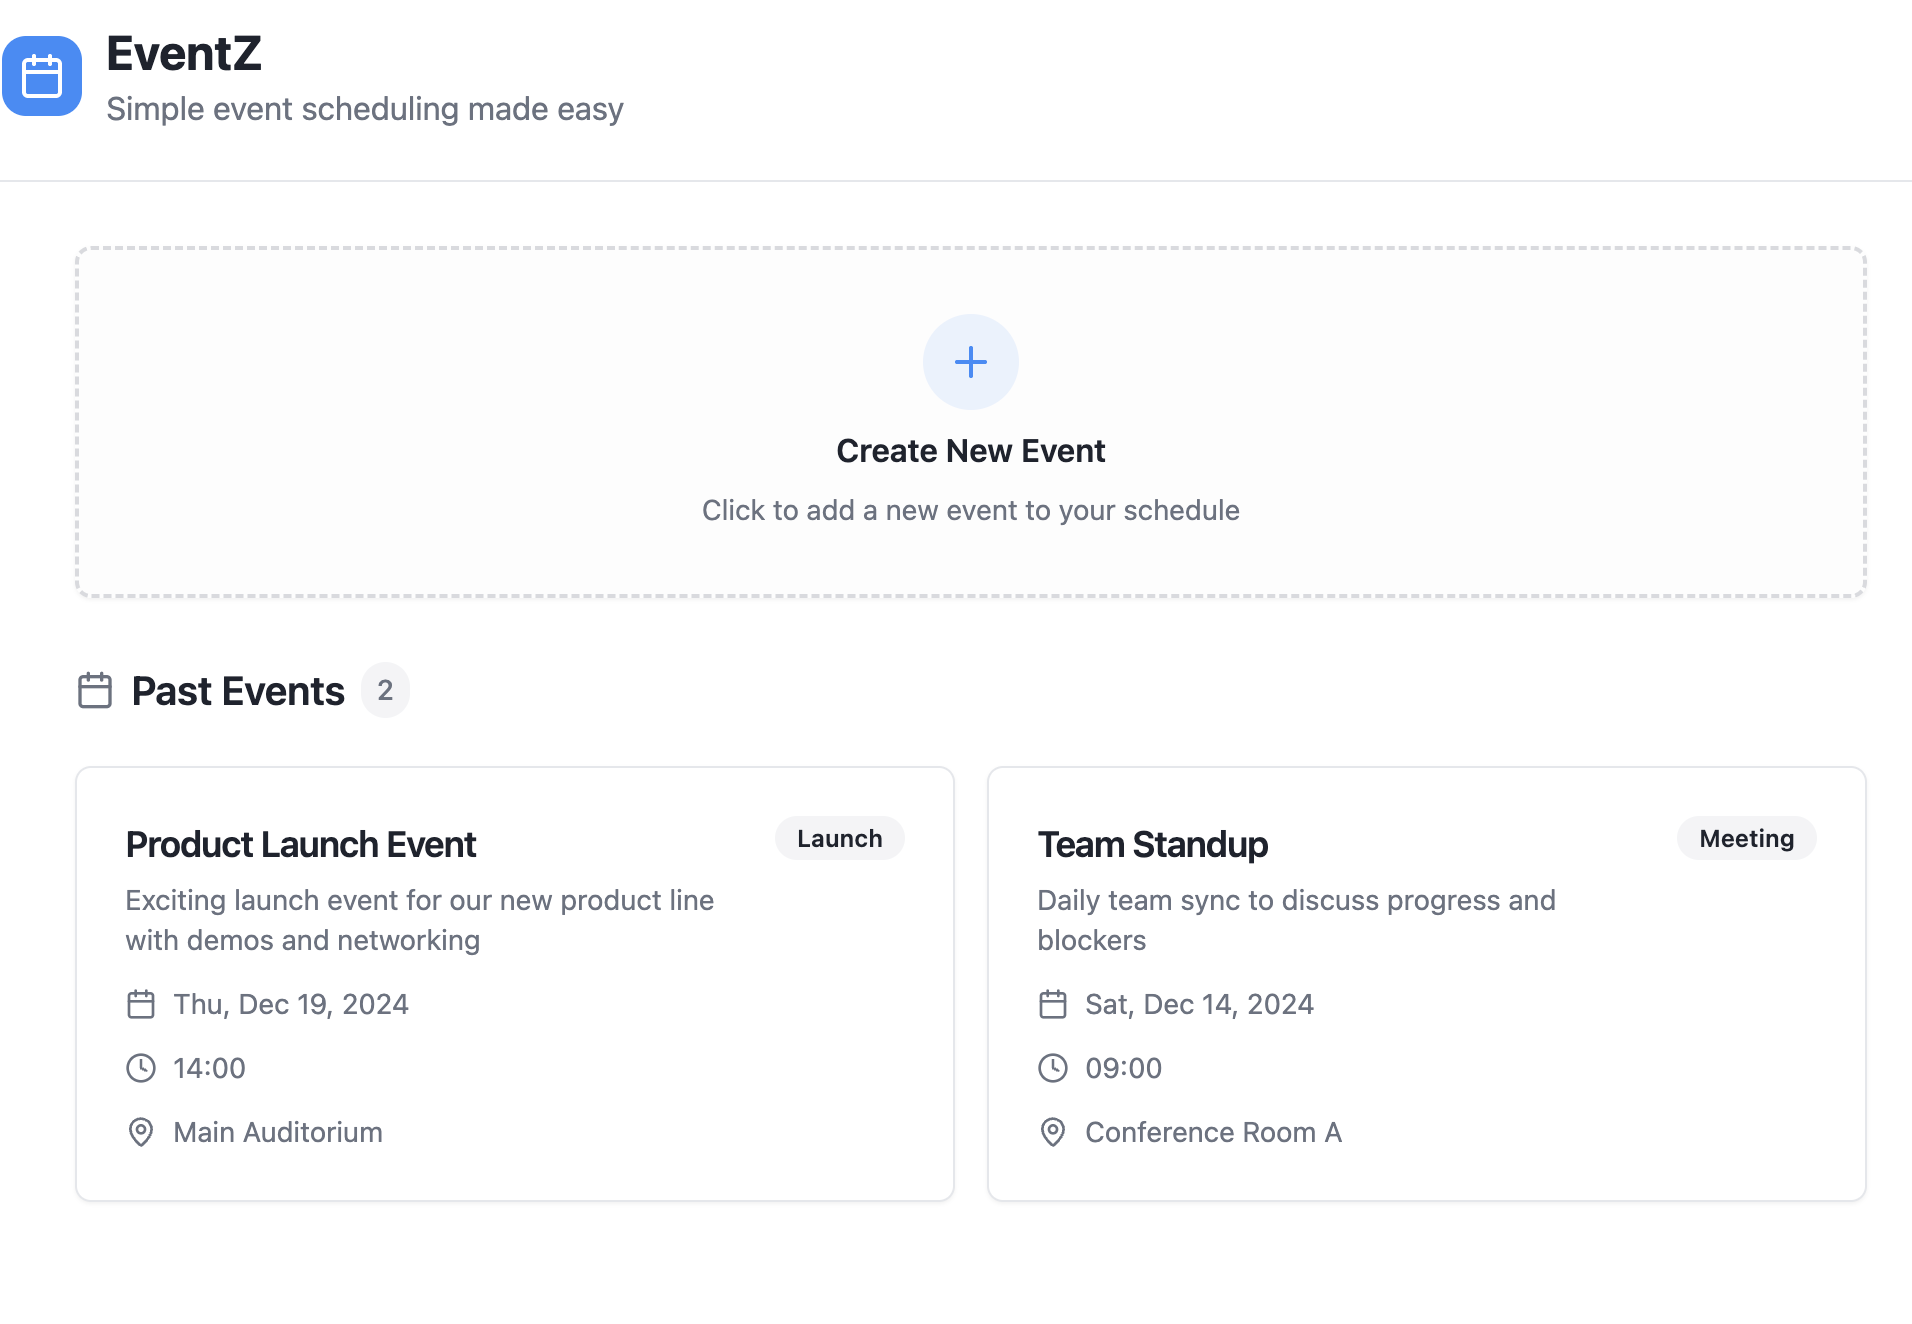 EventZ
Simple event scheduling made easy
Create New Event
Click to add a new event to your schedule
Past Events 2
Product Launch Event
Launch
Exciting launch event for our new product line
with demos and networking
Thu, Dec 19, 2024
14:00
Main Auditorium
Team Standup
Meeting
Daily team sync to discuss progress and
blockers
Sat, Dec 14, 2024
09:00
Conference Room A